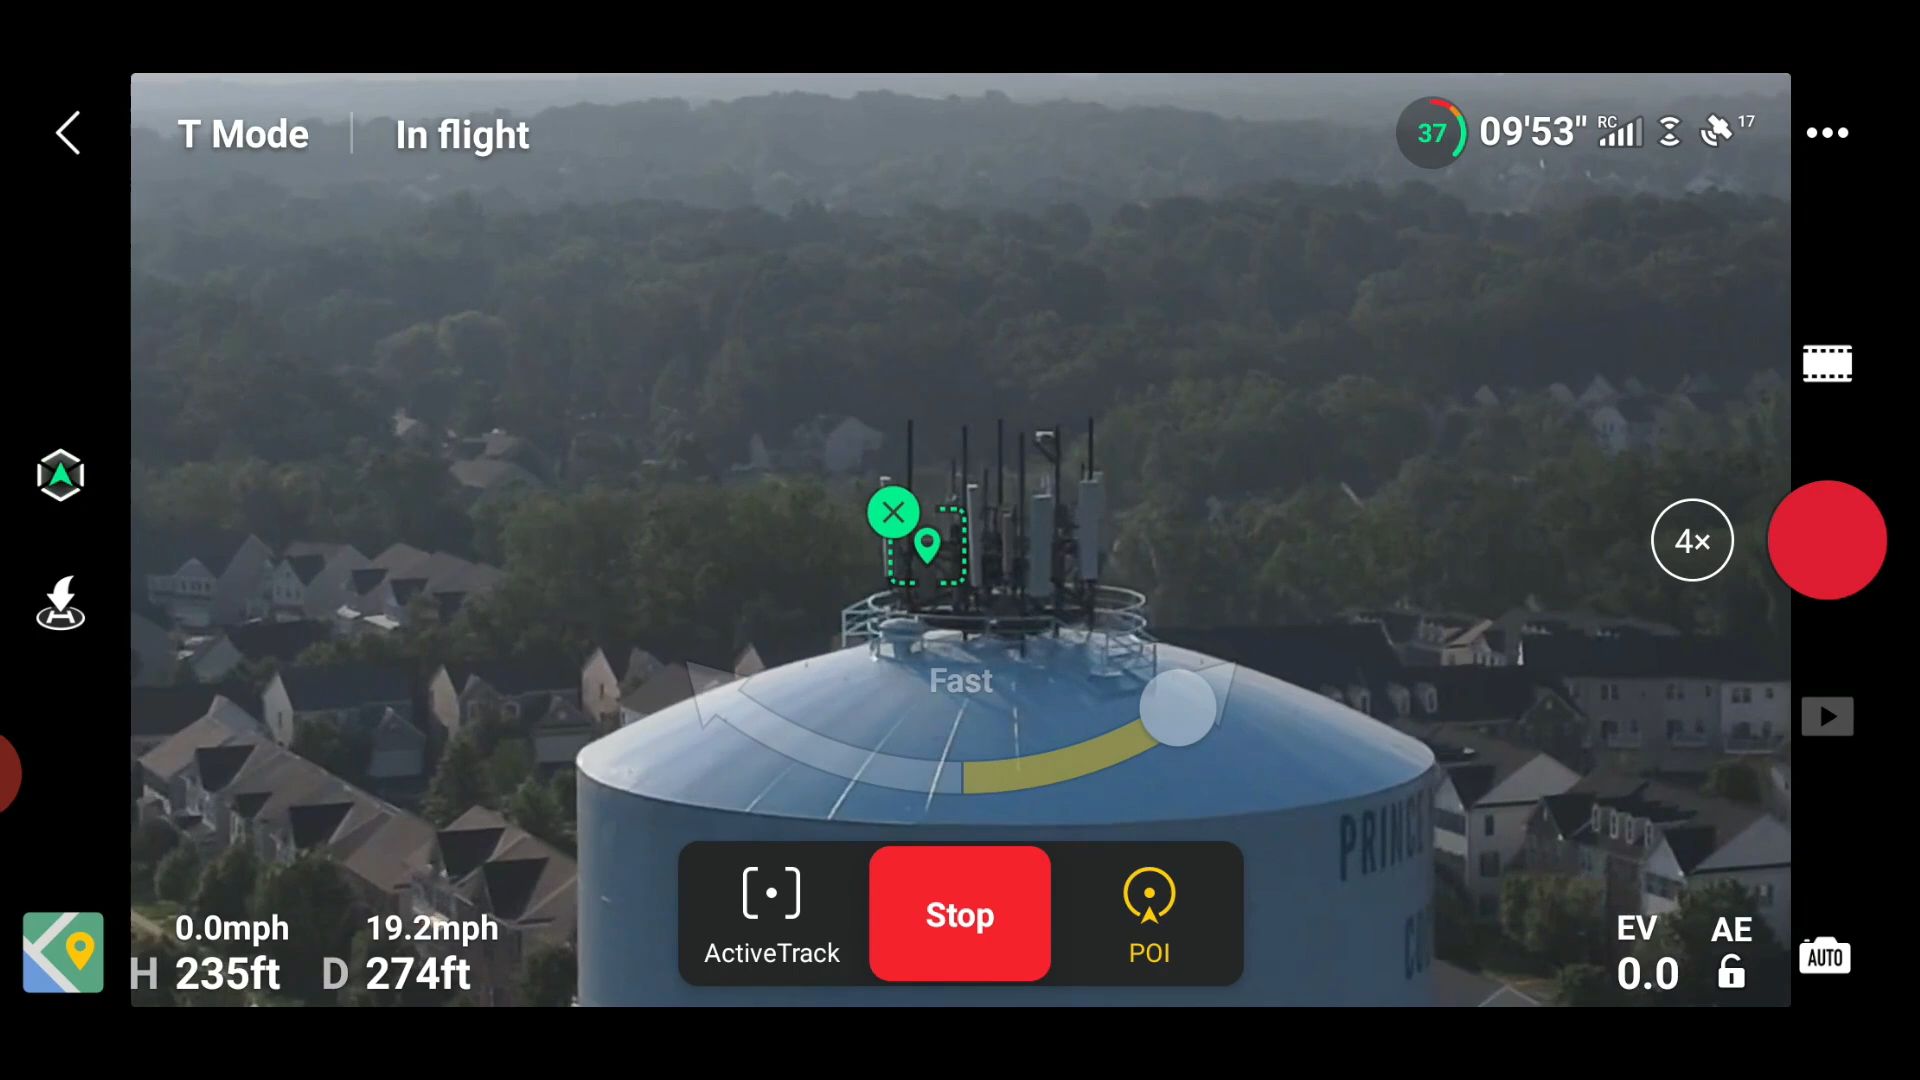 T Mode
In flight
37
09'53"
RC
17
4×
Fast
PRINCE
ActiveTrack
Stop
POI
0.0mph
19.2mph
H 235ft
D 274ft
EV
0.0
AE
AUTO